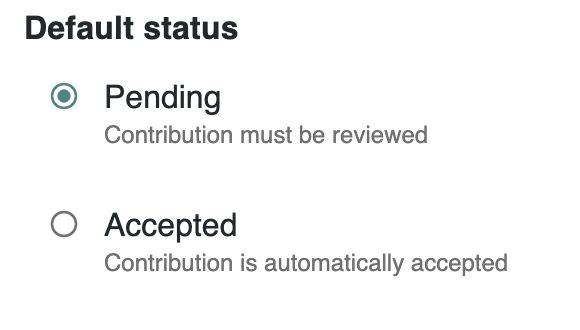 Default status
Pending
Contribution must be reviewed
Accepted
Contribution is automatically accepted